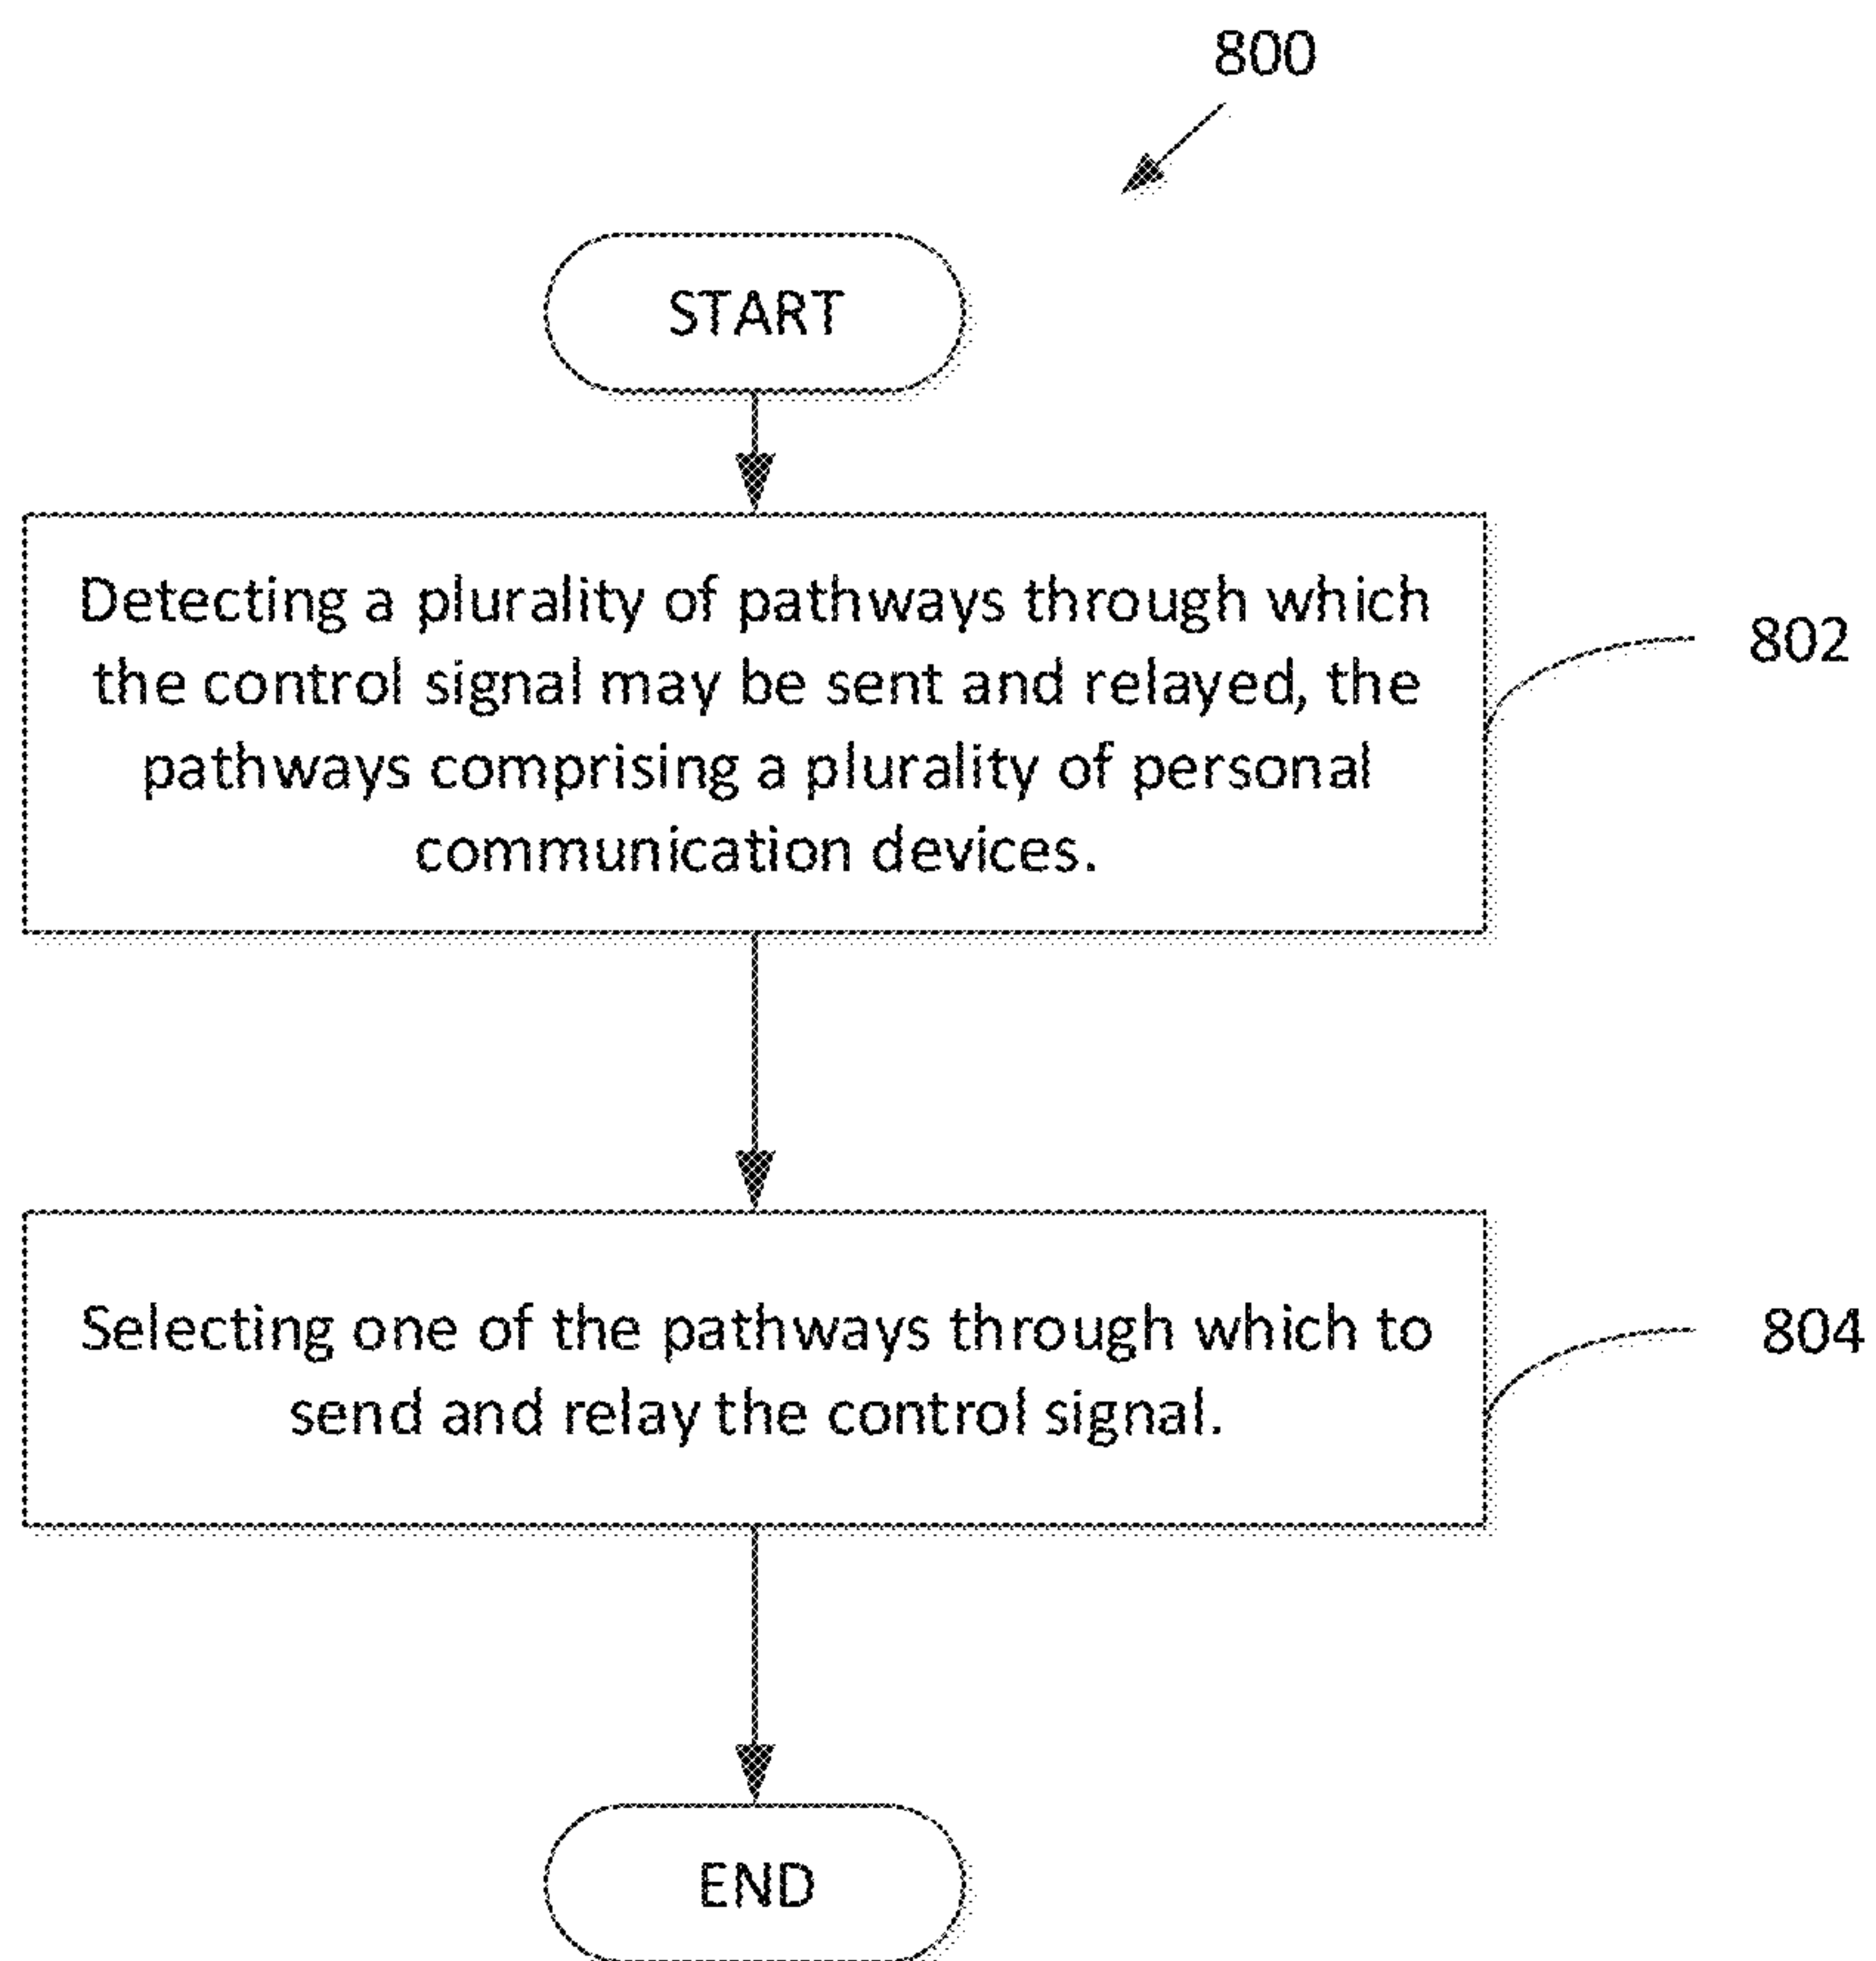 800
START
Detecting a plurality of pathways through which
the control signal may be sent and relayed, the
pathways comprising a plurality of personal
communication devices.
802
Selecting one of the pathways through which to
send and relay the control signal.
804
END